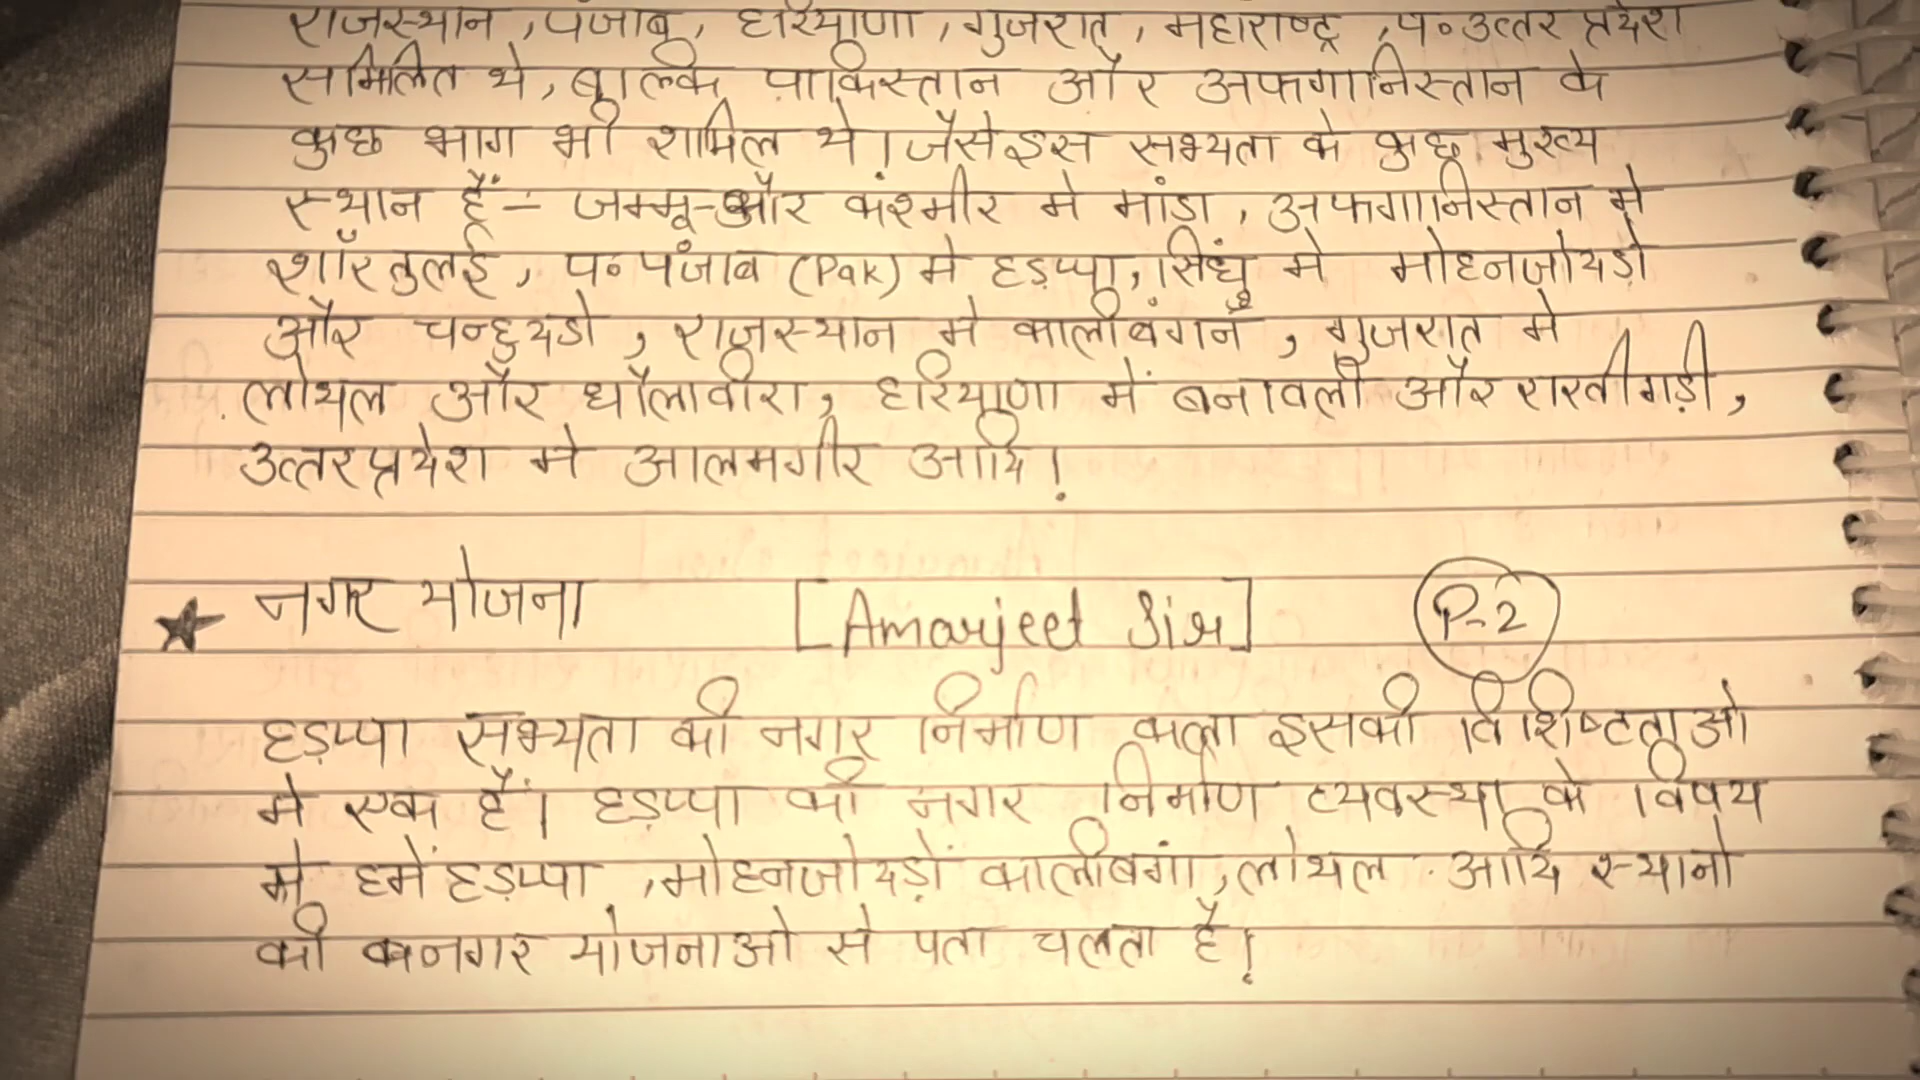 राजस्थान, पंजाब, हरियाणा, गुजरात, महाराष्ट्र, प० उत्तर प्रदेश
समिलित थे, बल्कि पाकिस्तान और अफगानिस्तान के
कुछ भाग भी शामिल थे। जैसे इस सभ्यता के कुछ मुख्य
स्थान हैं - जम्मू-और कश्मीर मे मांडा, अफगानिस्तान मे
शॉरतुलई, प० पंजाब (Pak) मे हड़प्पा, सिंधु मे मोहनजोदड़ो
और चन्हुदडो, राजस्थान मे कालीबंगन, गुजरात मे
लोथल और धौलावीरा, हरियाणा में बनावली और राखीगड़ी,
उत्तरप्रदेश मे आलमगीर आदि।
★ नगर योजना [Amarjeet Sir] P-2
हड़प्पा सभ्यता की नगर निर्माण कला इसकी विशिष्टताओ
मे एक हैं। हड़प्पा की नगर निर्माण व्यवस्था के विषय
मे हमें हड़प्पा, मोहनजोदड़ों कालीबंगा, लोथल आदि स्थानो
की नगर योजनाओ से पता चलता है।